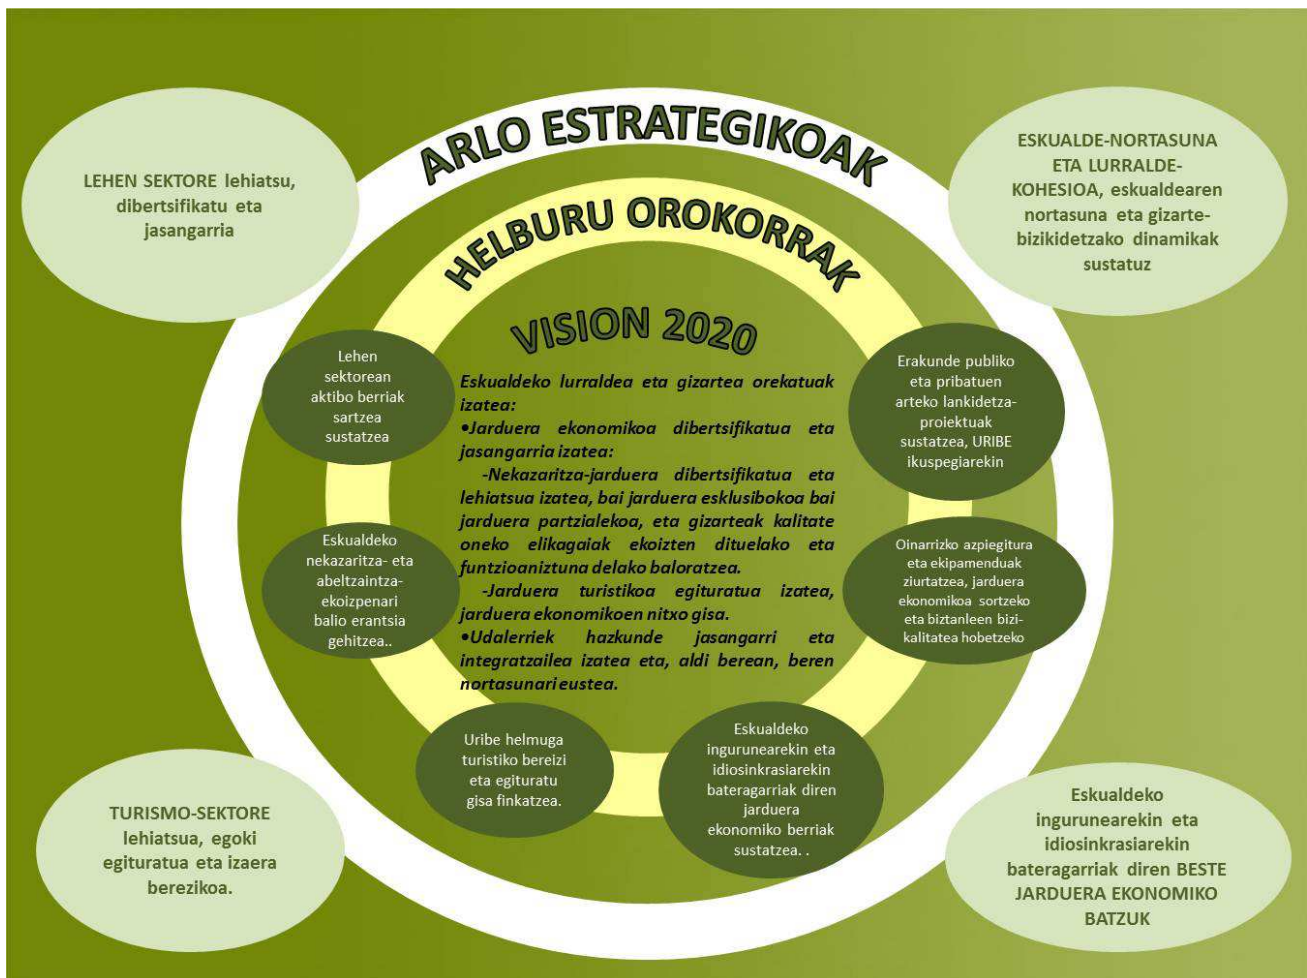 ARLO ESTRATEGIKOAK
HELBURU OROKORRAK
LEHEN SEKTORE lehiatsu,
dibertsifikatu eta
jasangarria
ESKUALDE-NORTASUNA
ETA LURRALDE-
KOHESIOA, eskualdearen
nortasuna eta gizarte-
bizikidetzako dinamikak
sustatuz
VISION 2020
Eskualdeko lurraldea eta gizartea orekatuak
izatea:
•Jarduera ekonomikoa dibertsifikatua eta
jasangarria izatea:
-Nekazaritza-jarduera dibertsifikatua eta
lehiatsua izatea, bai jarduera esklusibokoa bai
jarduera partzialekoa, eta gizarteak kalitate
oneko elikagaiak ekoizten dituelako eta
funtzioaniztuna delako baloratzea.
-Jarduera turistikoa egituratua izatea,
jarduera ekonomikoen nitxo gisa.
•Udalerriek hazkunde jasangarri eta
integratzailea izatea eta, aldi berean, beren
nortasunari eustea.
Lehen
sektorean
aktibo berriak
sartzea
sustatzea
Erakunde publiko
eta pribatuen
arteko lankidetza-
proiektuak
sustatzea, URIBE
ikuspegiarekin
Eskualdeko
nekazaritza- eta
abeltzaintza-
ekoizpenari
balio erantsia
gehitzea..
Oinarrizko azpiegitura
eta ekipamenduak
ziurtatzea, jarduera
ekonomikoa sortzeko
eta biztanleen bizi-
kalitatea hobetzeko
Uribe helmuga
turistiko bereizi
eta egituratu
gisa finkatzea.
Eskualdeko
ingurunearekin eta
idiosinkrasiarekin
bateragarriak diren
jarduera
ekonomiko berriak
sustatzea. .
TURISMO-SEKTORE
lehiatsua, egoki
egituratua eta izaera
berezikoa.
Eskualdeko
ingurunearekin eta
idiosinkrasiarekin
bateragarriak diren BESTE
JARDUERA EKONOMIKO
BATZUK